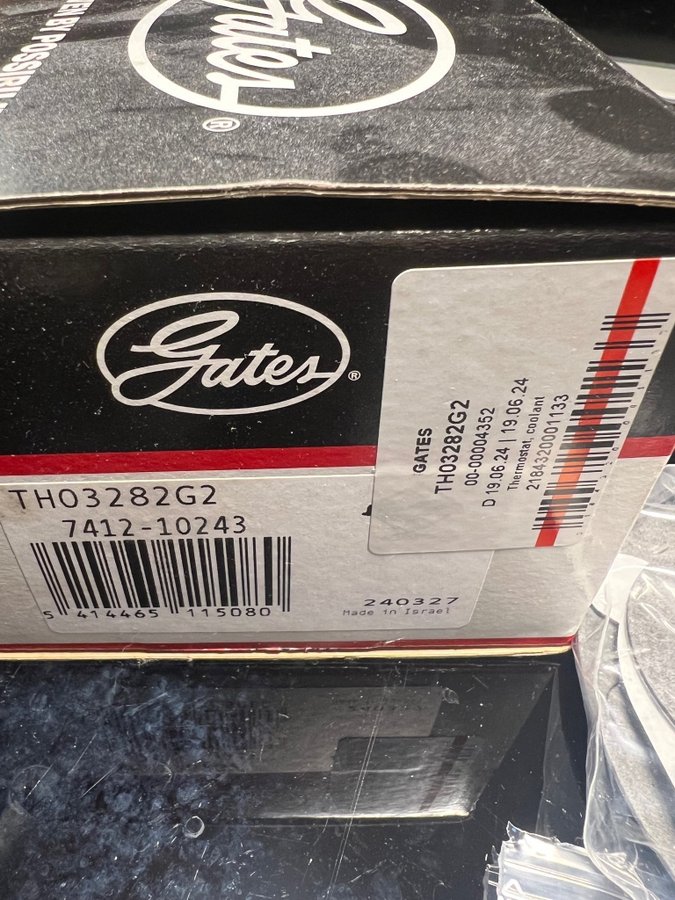 Gates
®
Gates
®
TH03282G2
7412-10243
5 414465 115080
240327
Made in Israel
GATES
TH03282G2
00-00004352
D 19.06.24 | 19.06.24
Thermostat, coolant
2184320001133